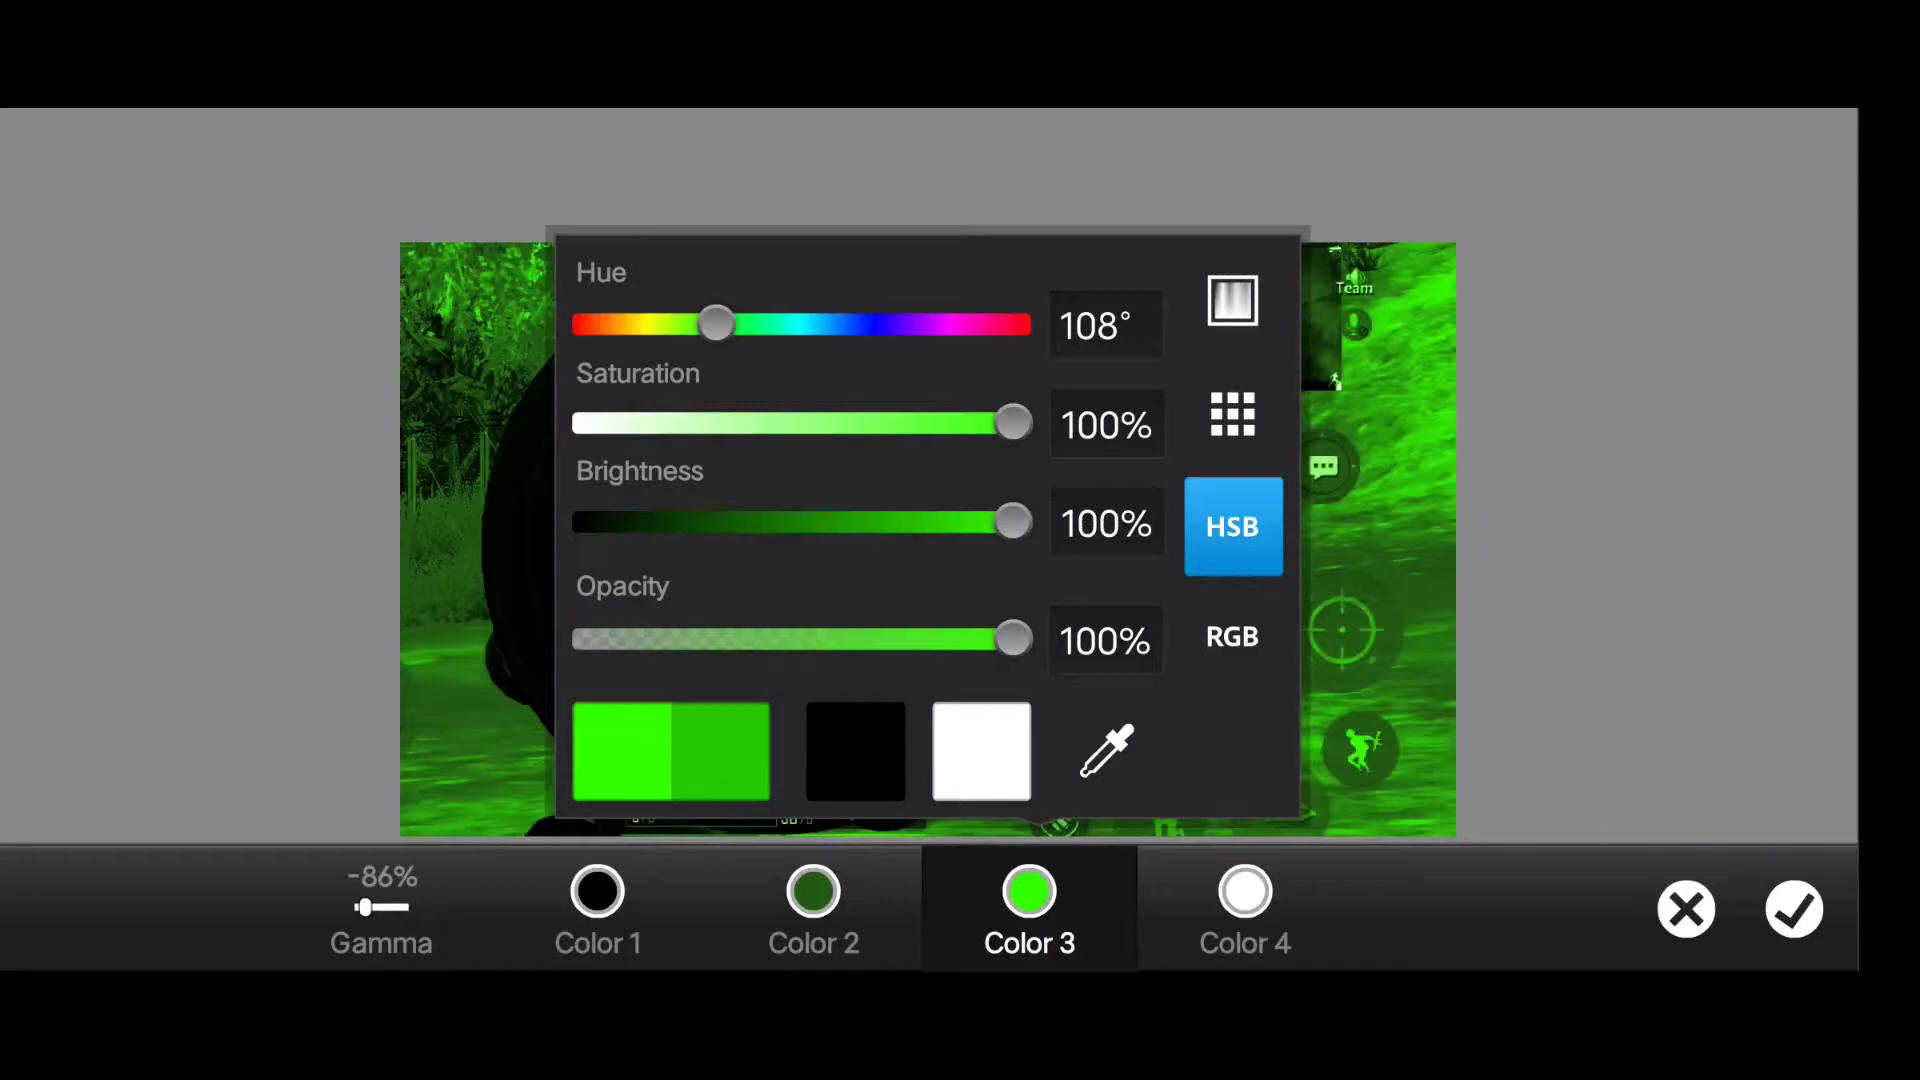 Hue
108°
Team
Saturation
100%
Brightness
100%
HSB
Opacity
100%
RGB
-86%
Gamma
Color 1
Color 2
Color 3
Color 4